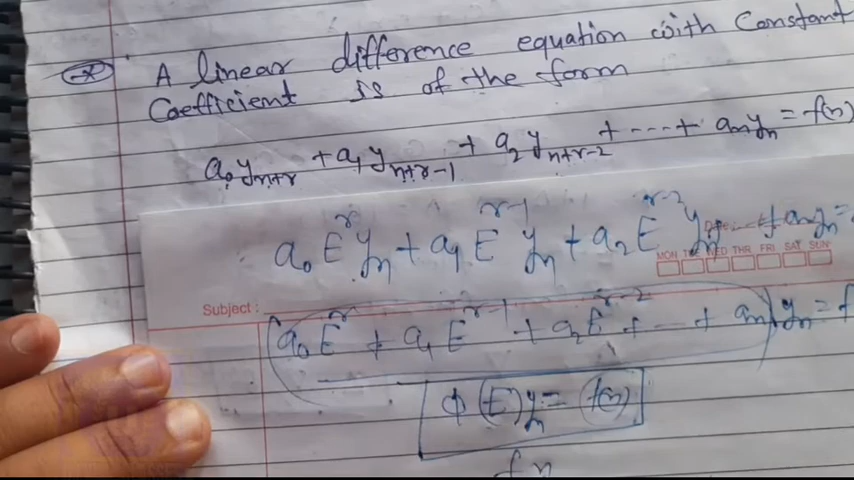 A linear difference equation with Constant
Coefficient is of the form
a₀yₙ₊ᵣ + a₁yₙ₊ᵣ₋₁ + a₂yₙ₊ᵣ₋₂ + ---- + aₙyₙ = f(n)
a₀Eʳyₙ + a₁Eʳ⁻¹yₙ + a₂Eʳ⁻²yₙ + aₙyₙ =
MON TUE WED THR FRI SAT SUN
Subject :
(a₀Eʳ + a₁Eʳ⁻¹ + a₂Eʳ⁻² + --- + aₙ)yₙ = f
ϕ(E)yₙ = f(n)